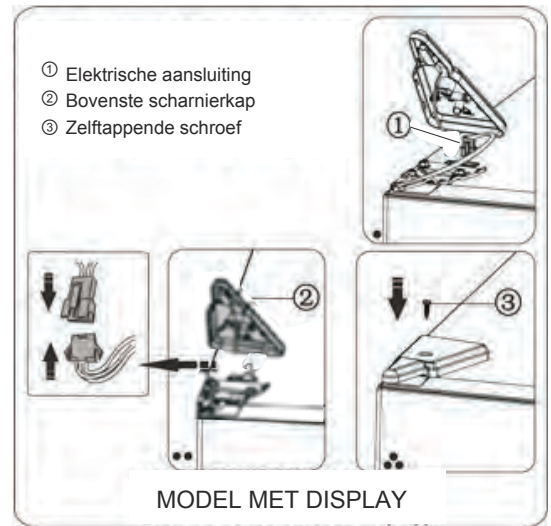 ① Elektrische aansluiting
② Bovenste scharnierkap
③ Zelftappende schroef
①
②
③
MODEL MET DISPLAY